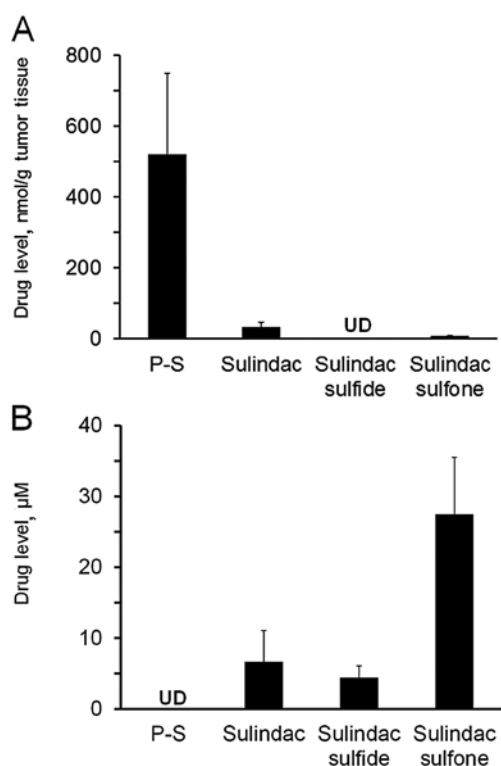 A
Drug level, nmol/g tumor tissue
800
600
400
200
0
UD
P-S
Sulindac
Sulindac
sulfide
Sulindac
sulfone
B
Drug level, µM
40
30
20
10
0
UD
P-S
Sulindac
Sulindac
sulfide
Sulindac
sulfone